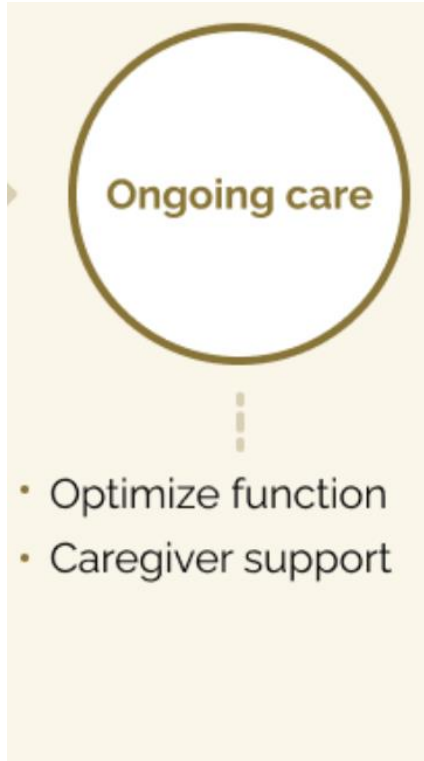 Ongoing care
• Optimize function
• Caregiver support